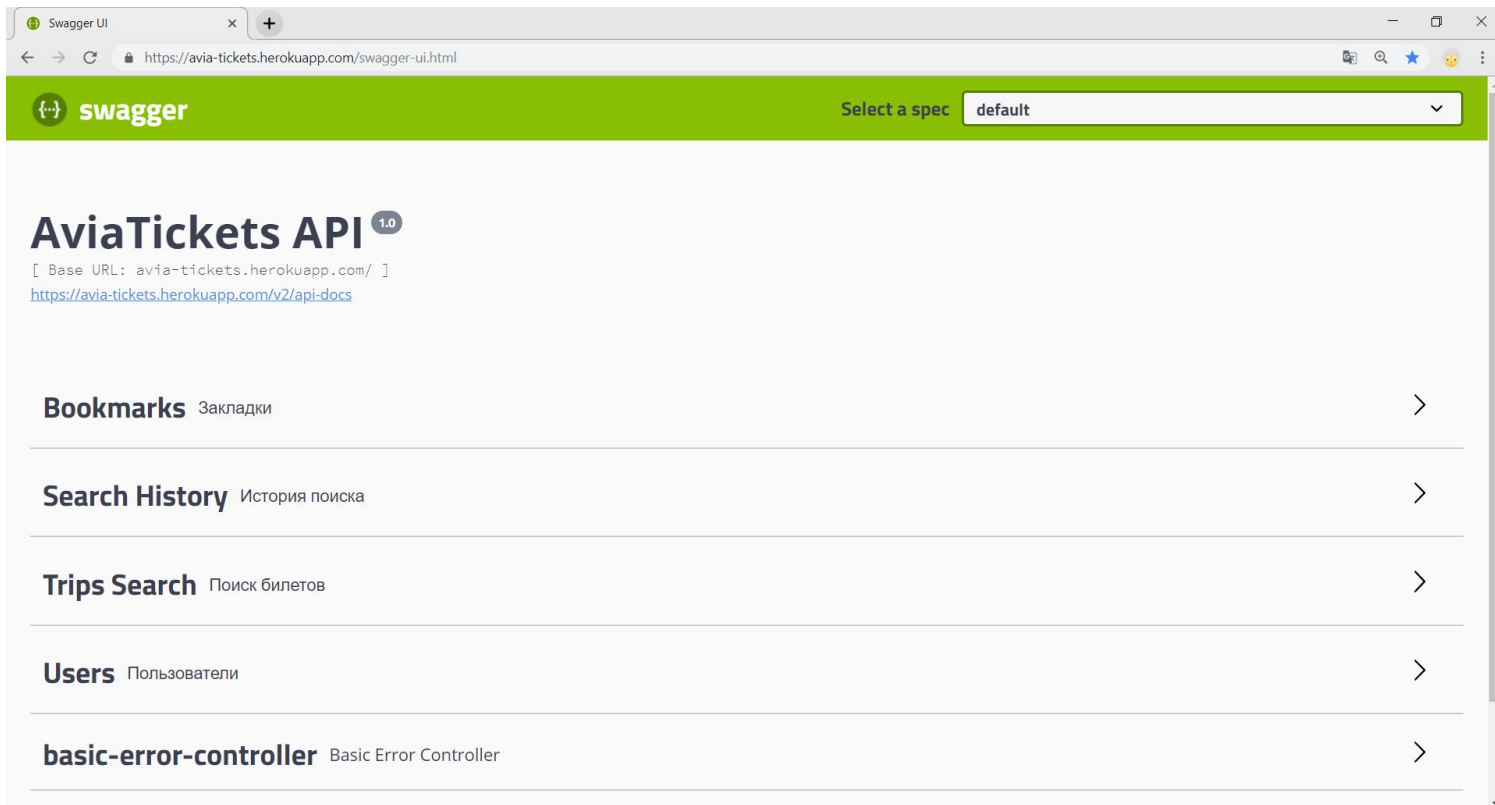 Swagger UI
https://avia-tickets.herokuapp.com/swagger-ui.html
swagger Select a spec default
AviaTickets API 1.0
[ Base URL: avia-tickets.herokuapp.com/ ]
https://avia-tickets.herokuapp.com/v2/api-docs
Bookmarks Закладки
Search History История поиска
Trips Search Поиск билетов
Users Пользователи
basic-error-controller Basic Error Controller